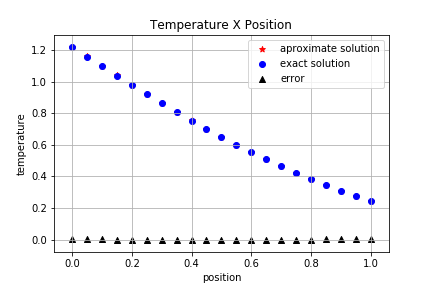 Temperature X Position
aproximate solution
exact solution
error
temperature
1.2
1.0
0.8
0.6
0.4
0.2
0.0
0.0 0.2 0.4 0.6 0.8 1.0
position